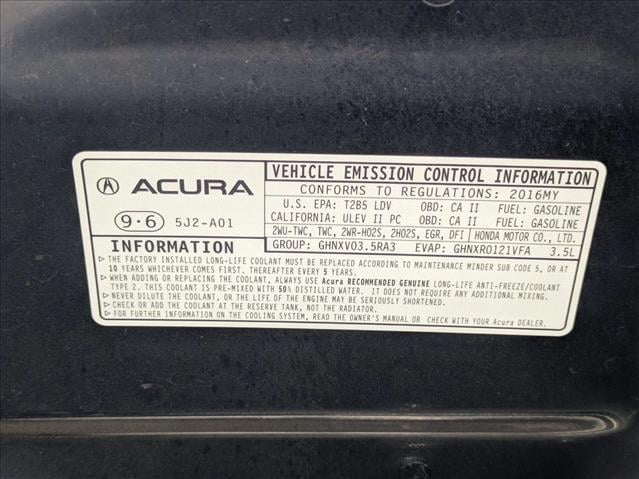 ACURA
9·6 5J2-A01
VEHICLE EMISSION CONTROL INFORMATION
CONFORMS TO REGULATIONS: 2016MY
U.S. EPA: T2B5 LDV OBD: CA II FUEL: GASOLINE
CALIFORNIA: ULEV II PC OBD: CA II FUEL: GASOLINE
2WU-TWC, TWC, 2WR-HO2S, 2HO2S, EGR, DFI HONDA MOTOR CO., LTD.
GROUP: GHNXV03.5RA3 EVAP: GHNXR0121VFA 3.5L
INFORMATION
▷ THE FACTORY INSTALLED LONG-LIFE COOLANT MUST BE REPLACED ACCORDING TO MAINTENANCE MINDER SUB CODE 5, OR AT
10 YEARS WHICHEVER COMES FIRST. THEREAFTER EVERY 5 YEARS.
▷ WHEN ADDING OR REPLACING COOLANT, ALWAYS USE Acura RECOMMENDED GENUINE LONG-LIFE ANTI-FREEZE/COOLANT
TYPE 2. THIS COOLANT IS PRE-MIXED WITH 50% DISTILLED WATER. IT DOES NOT REQUIRE ANY ADDITIONAL MIXING.
▷ NEVER DILUTE THE COOLANT, OR THE LIFE OF THE ENGINE MAY BE SERIOUSLY SHORTENED.
▷ CHECK OR ADD THE COOLANT AT THE RESERVE TANK, NOT THE RADIATOR.
▷ FOR FURTHER INFORMATION ON THE COOLING SYSTEM, READ THE OWNER'S MANUAL OR CHECK WITH YOUR Acura DEALER.